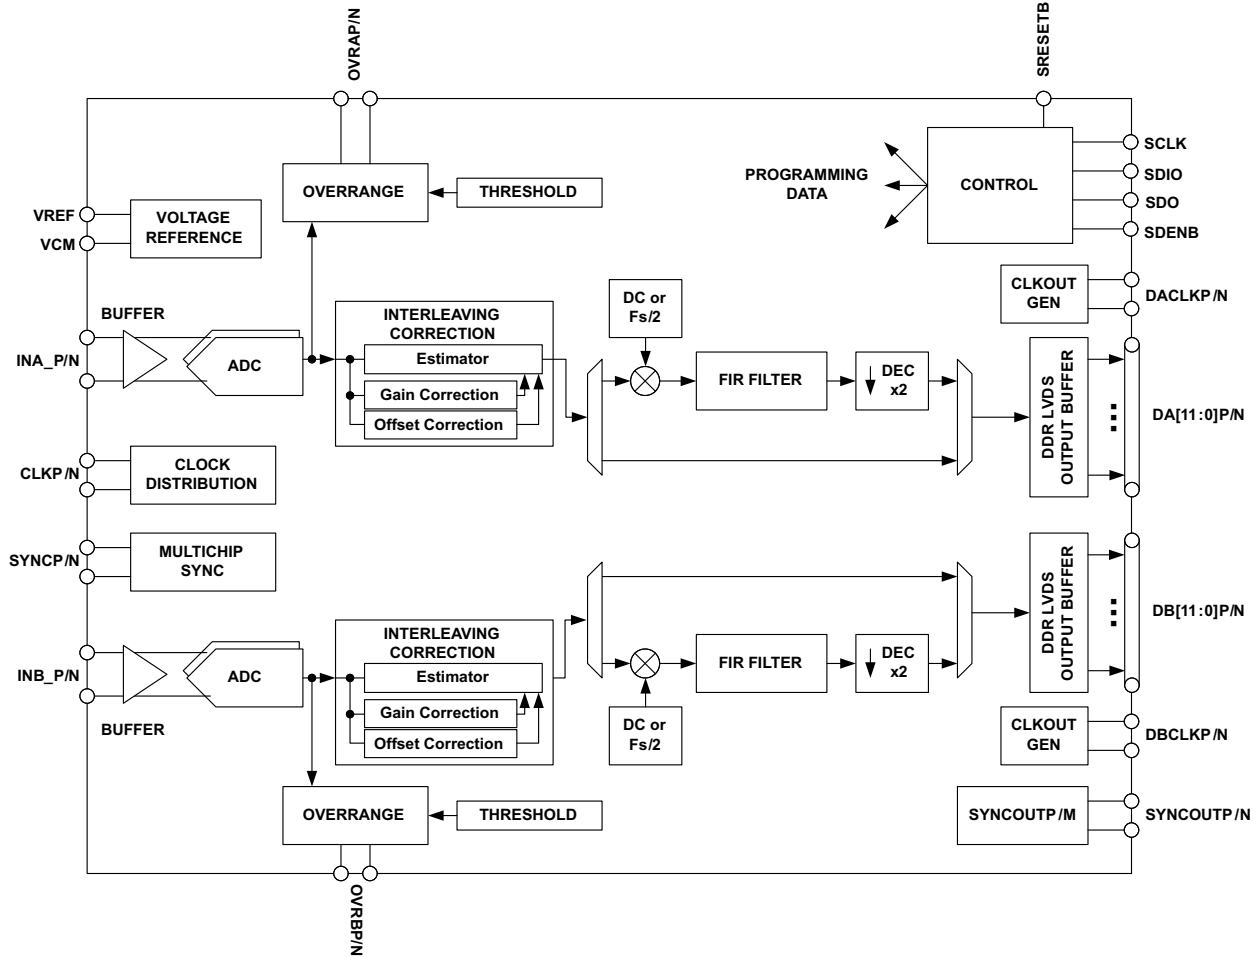 OVRAP/N
SRESETB
OVERRANGE
THRESHOLD
PROGRAMMING
DATA
CONTROL
SCLK
SDIO
SDO
SDENB
VREF
VCM
VOLTAGE
REFERENCE
CLKOUT
GEN
DACLKP/N
BUFFER
INA_P/N
ADC
INTERLEAVING
CORRECTION
Estimator
Gain Correction
Offset Correction
DC or
Fs/2
FIR FILTER
DEC
x2
DDR LVDS
OUTPUT BUFFER
DA[11:0]P/N
CLKP/N
CLOCK
DISTRIBUTION
SYNCP/N
MULTICHIP
SYNC
INB_P/N
ADC
BUFFER
INTERLEAVING
CORRECTION
Estimator
Gain Correction
Offset Correction
DC or
Fs/2
FIR FILTER
DEC
x2
DDR LVDS
OUTPUT BUFFER
DB[11:0]P/N
CLKOUT
GEN
DBCLKP/N
OVERRANGE
THRESHOLD
SYNCOUTP/M
SYNCOUTP/N
OVRBP/N